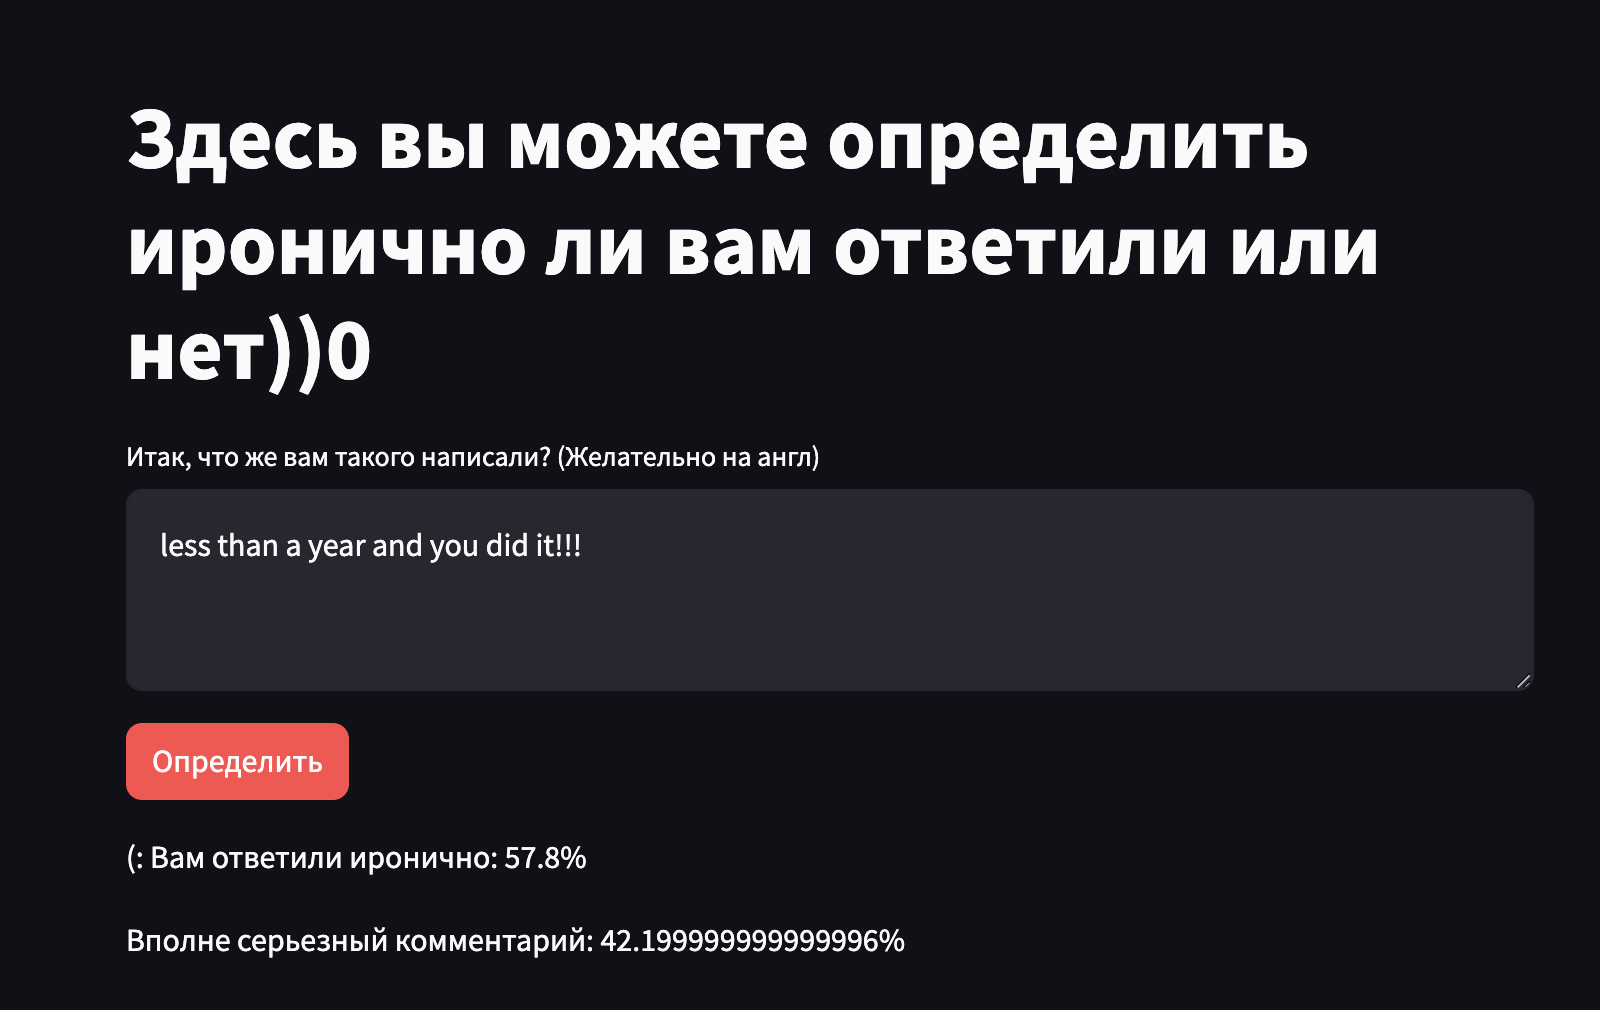 Здесь вы можете определить
иронично ли вам ответили или
нет))0
Итак, что же вам такого написали? (Желательно на англ)
less than a year and you did it!!!
Определить
(: Вам ответили иронично: 57.8%
Вполне серьезный комментарий: 42.199999999999996%